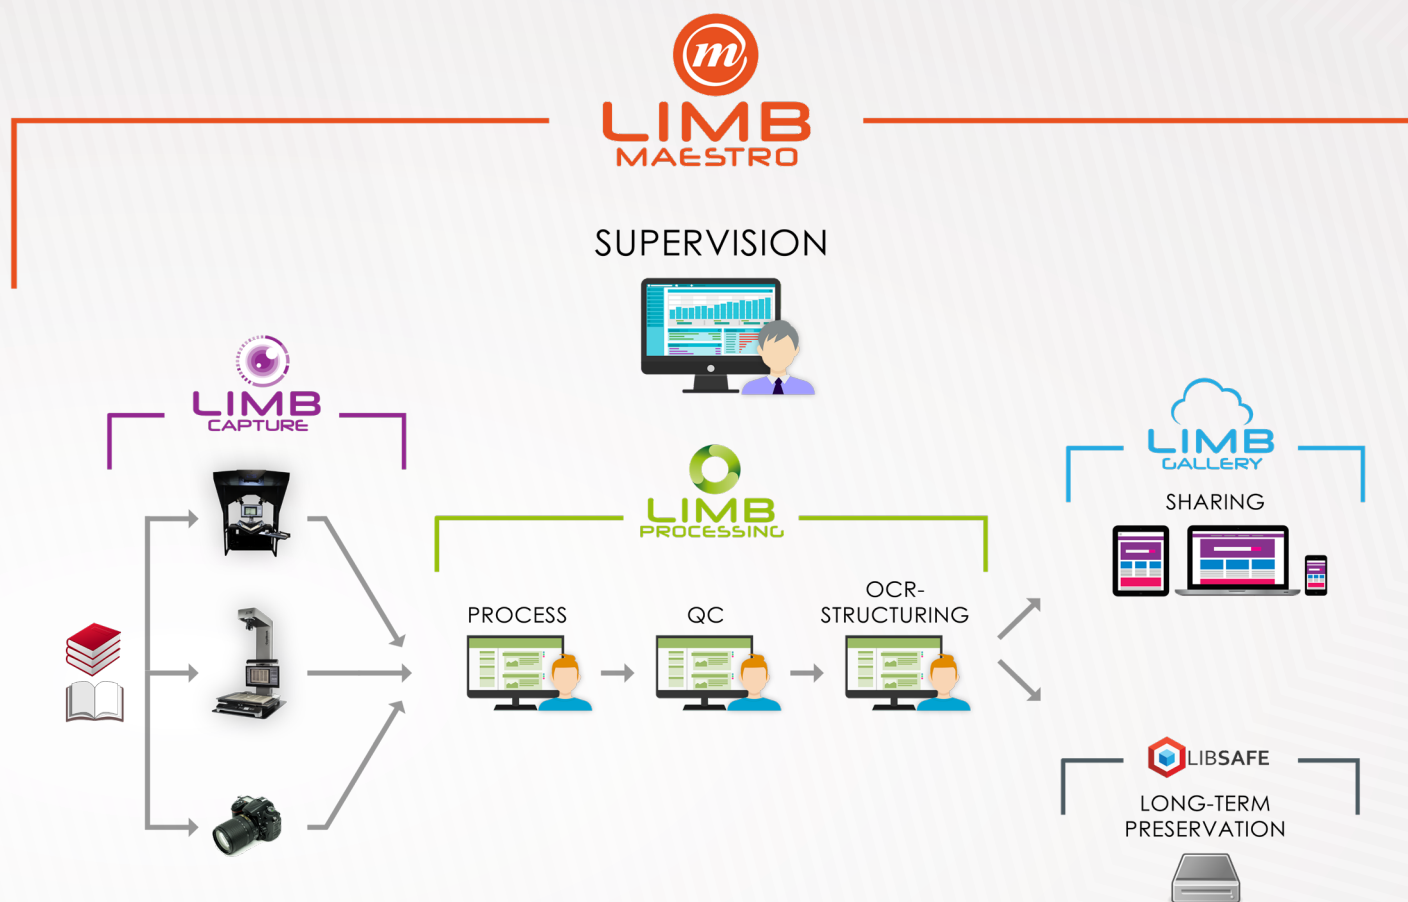 m
LIMB
MAESTRO
SUPERVISION
LIMB
CAPTURE
LIMB
PROCESSING
PROCESS
QC
OCR-
STRUCTURING
LIMB
GALLERY
SHARING
LIBSAFE
LONG-TERM
PRESERVATION